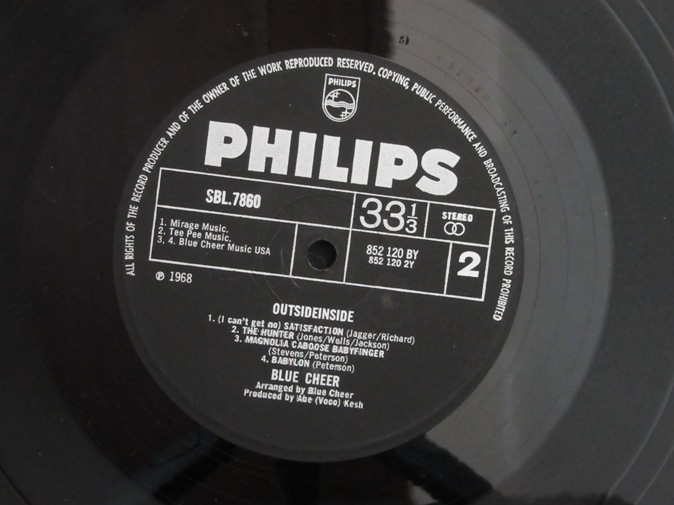 ALL RIGHTS OF THE RECORD PRODUCER AND OF THE OWNER OF THE WORK REPRODUCED RESERVED. COPYING, PUBLIC PERFORMANCE AND BROADCASTING OF THIS RECORD PROHIBITED
PHILIPS
PHILIPS
SBL.7860
33 1/3
STEREO
1. Mirage Music.
2. Tee Pee Music.
3, 4. Blue Cheer Music USA
852 120 BY
852 120 2Y
2
℗ 1968
OUTSIDEINSIDE
1. (I can't get no) SATISFACTION (Jagger/Richard)
2. THE HUNTER (Jones/Wells/Jackson)
3. MAGNOLIA CABOOSE BABYFINGER
(Stevens/Peterson)
4. BABYLON (Peterson)
BLUE CHEER
Arranged by Blue Cheer
Produced by Abe (Voco) Kesh